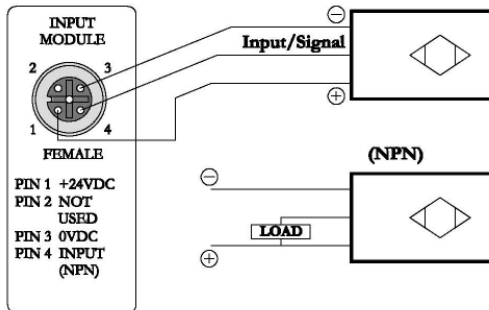 INPUT
MODULE
2
3
1
4
FEMALE
PIN 1 +24VDC
PIN 2 NOT
USED
PIN 3 0VDC
PIN 4 INPUT
(NPN)
−
Input/Signal
+
(NPN)
−
LOAD
+